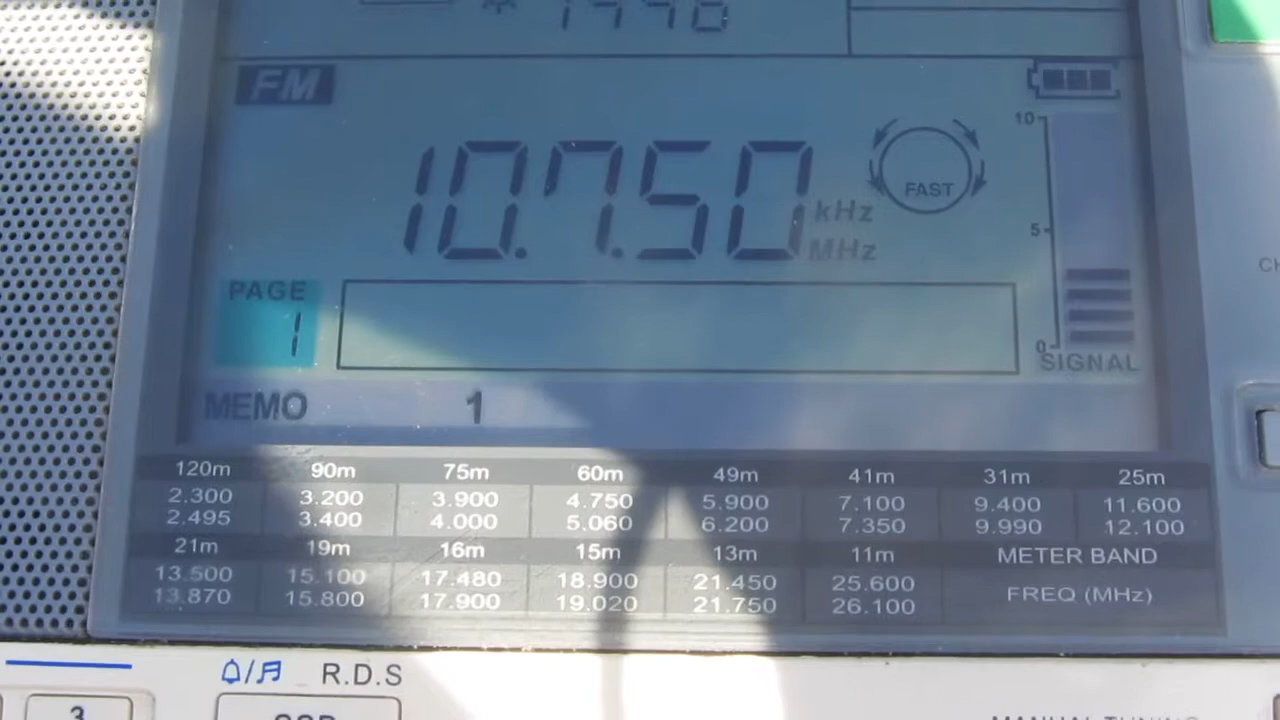 FM
10
107.50 kHz
MHz
FAST
5
PAGE
1
0
SIGNAL
MEMO 1
120m 90m 75m 60m 49m 41m 31m 25m
2.300 3.200 3.900 4.750 5.900 7.100 9.400 11.600
2.495 3.400 4.000 5.060 6.200 7.350 9.990 12.100
21m 19m 16m 15m 13m 11m METER BAND
13.500 15.100 17.480 18.900 21.450 25.600 FREQ (MHz)
13.870 15.800 17.900 19.020 21.750 26.100
R.D.S
3
MANUAL TUNING